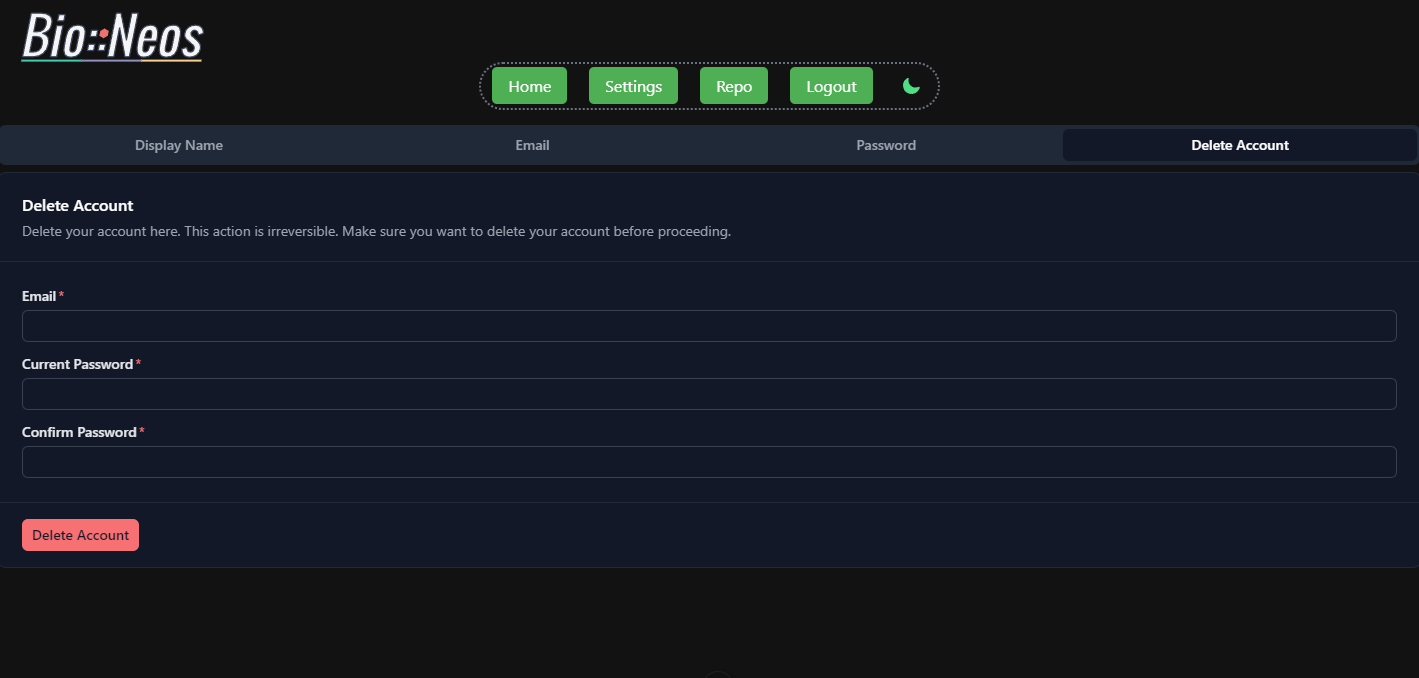 Bio::Neos
Home Settings Repo Logout
Display Name Email Password Delete Account
Delete Account
Delete your account here. This action is irreversible. Make sure you want to delete your account before proceeding.
Email*
Current Password*
Confirm Password*
Delete Account